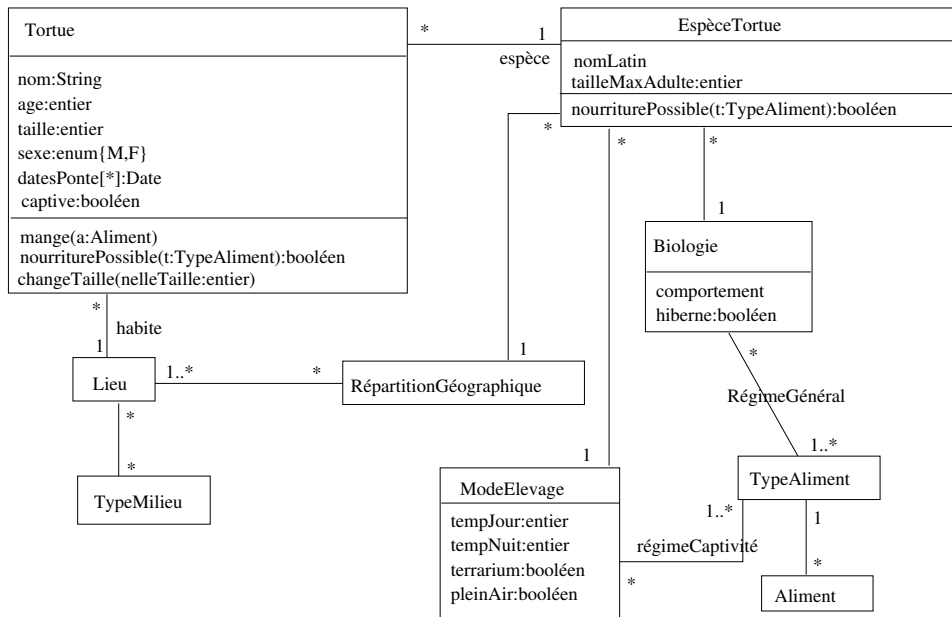 Tortue
nom:String
age:entier
taille:entier
sexe:enum{M,F}
datesPonte[*]:Date
captive:booléen
mange(a:Aliment)
nourriturePossible(t:TypeAliment):booléen
changeTaille(nelleTaille:entier)
*
1
espèce
EspèceTortue
nomLatin
tailleMaxAdulte:entier
nourriturePossible(t:TypeAliment):booléen
*
*
*
1
Biologie
comportement
hiberne:booléen
*
habite
1
Lieu
1..*
*
1
RépartitionGéographique
*
*
TypeMilieu
*
RégimeGénéral
1..*
TypeAliment
1
ModeElevage
tempJour:entier
tempNuit:entier
terrarium:booléen
pleinAir:booléen
1..*
régimeCaptivité
*
1
*
Aliment